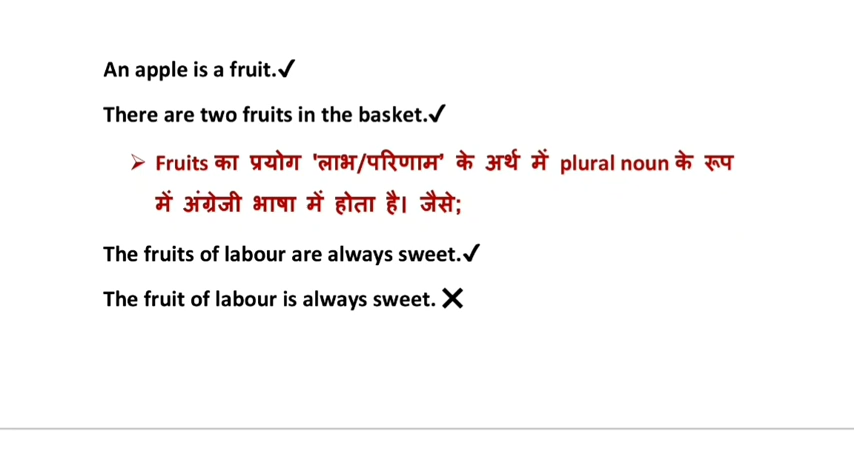 An apple is a fruit.✓
There are two fruits in the basket.✓
➢ Fruits का प्रयोग 'लाभ/परिणाम’ के अर्थ में plural noun के रूप
में अंग्रेजी भाषा में होता है। जैसे;
The fruits of labour are always sweet.✓
The fruit of labour is always sweet. ✕